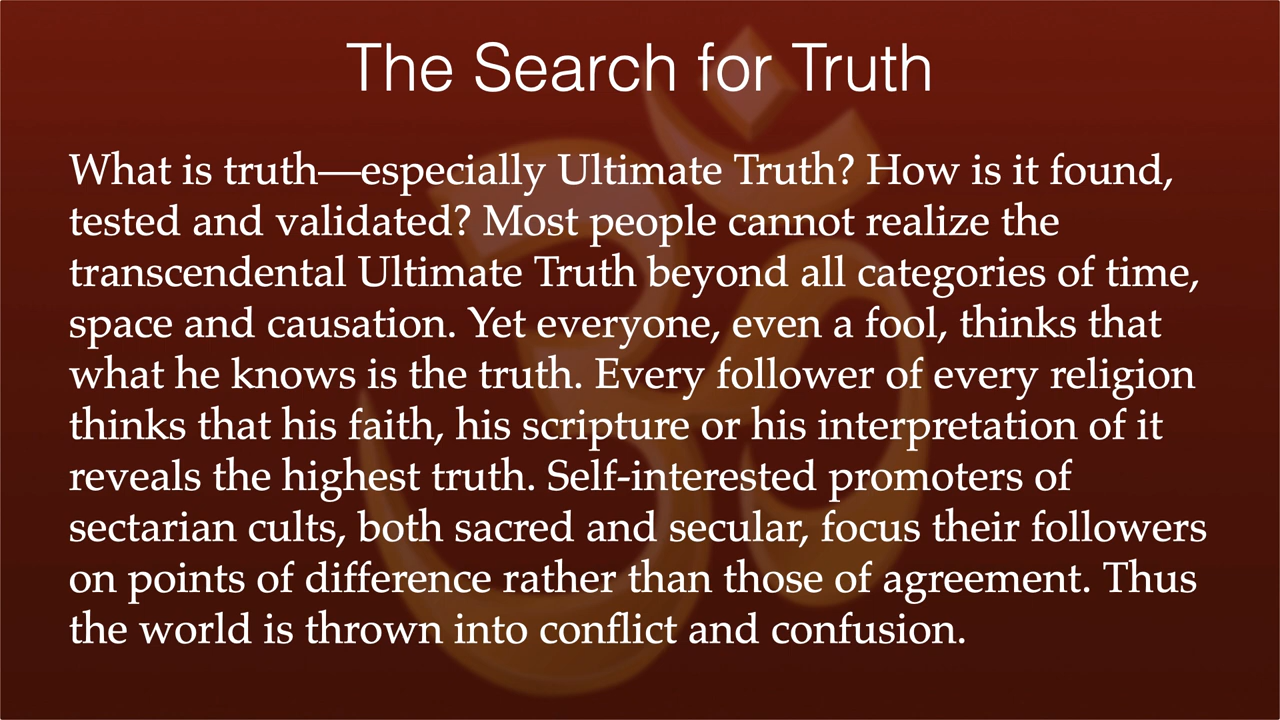 The Search for Truth
What is truth—especially Ultimate Truth? How is it found,
tested and validated? Most people cannot realize the
transcendental Ultimate Truth beyond all categories of time,
space and causation. Yet everyone, even a fool, thinks that
what he knows is the truth. Every follower of every religion
thinks that his faith, his scripture or his interpretation of it
reveals the highest truth. Self-interested promoters of
sectarian cults, both sacred and secular, focus their followers
on points of difference rather than those of agreement. Thus
the world is thrown into conflict and confusion.
ॐ